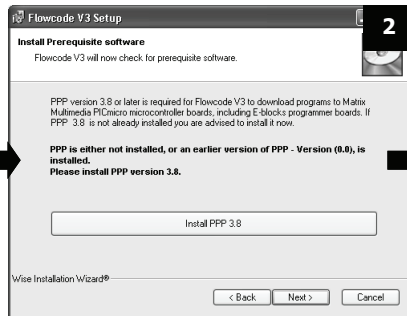 Flowcode V3 Setup
2
Install Prerequisite software
Flowcode V3 will now check for prerequisite software.
PPP version 3.8 or later is required for Flowcode V3 to download programs to Matrix
Multimedia PICmicro microcontroller boards, including E-blocks programmer boards. If
PPP 3.8 is not already installed you are advised to install it now.
PPP is either not installed, or an earlier version of PPP - Version (0.0), is
installed.
Please install PPP version 3.8.
Install PPP 3.8
Wise Installation Wizard®
< Back Next > Cancel